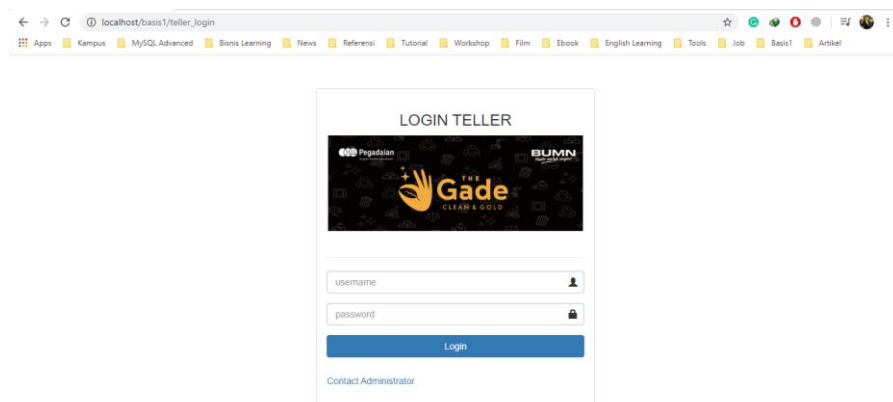 localhost/basis1/teller_login
Apps Kampus MySQL Advanced Bisnis Learning News Referensi Tutorial Workshop Film Ebook English Learning Tools Job Basis1 Artikel
LOGIN TELLER
Pegadaian
BUMN
THE
Gade
CLEAN & GOLD
username
password
Login
Contact Administrator